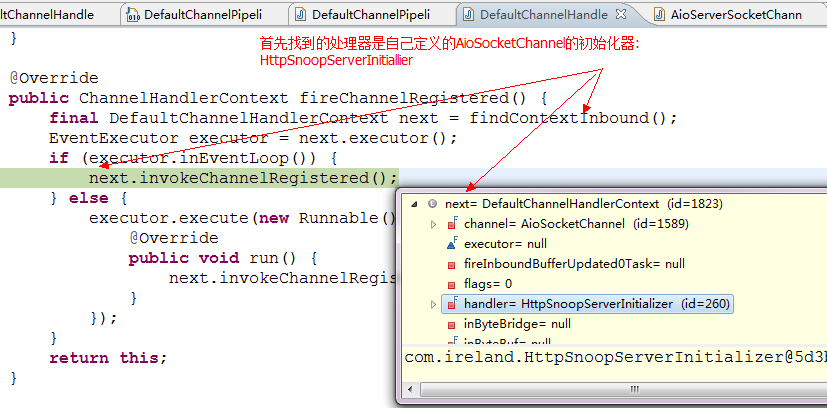 ltChannelHandle
DefaultChannelPipeli
DefaultChannelPipeli
DefaultChannelHandle
AioServerSocketChann
}
首先找到的处理器是自己定义的AioSocketChannel的初始化器:
HttpSnoopServerInitiallier
@Override
public ChannelHandlerContext fireChannelRegistered() {
final DefaultChannelHandlerContext next = findContextInbound();
EventExecutor executor = next.executor();
if (executor.inEventLoop()) {
next.invokeChannelRegistered();
} else {
executor.execute(new Runnable()
@Override
public void run() {
next.invokeChannelRegis
}
});
}
return this;
}
next= DefaultChannelHandlerContext (id=1823)
channel= AioSocketChannel (id=1589)
executor= null
fireInboundBufferUpdated0Task= null
flags= 0
handler= HttpSnoopServerInitializer (id=260)
inByteBridge= null
inByteBuf= null
com.ireland.HttpSnoopServerInitializer@5d3